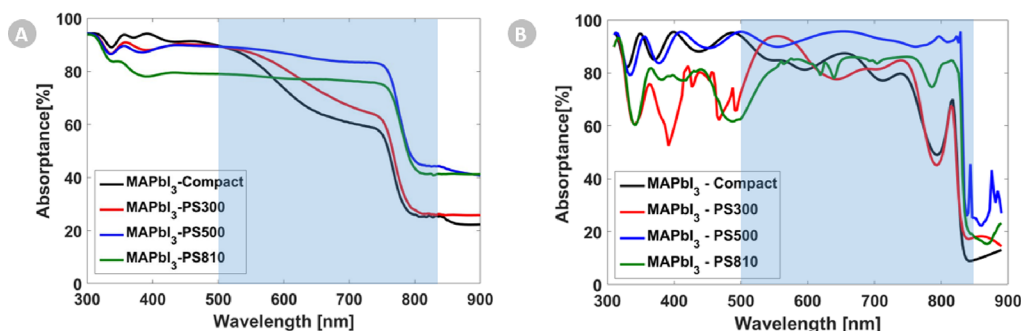 A
100
80
60
40
20
0
Absorptance[%]
MAPbI₃-Compact
MAPbI₃-PS300
MAPbI₃-PS500
MAPbI₃-PS810
300 400 500 600 700 800 900
Wavelength [nm]
B
100
80
60
40
20
0
Absorptance[%]
MAPbI₃ - Compact
MAPbI₃ - PS300
MAPbI₃ - PS500
MAPbI₃ - PS810
300 400 500 600 700 800 900
Wavelength [nm]